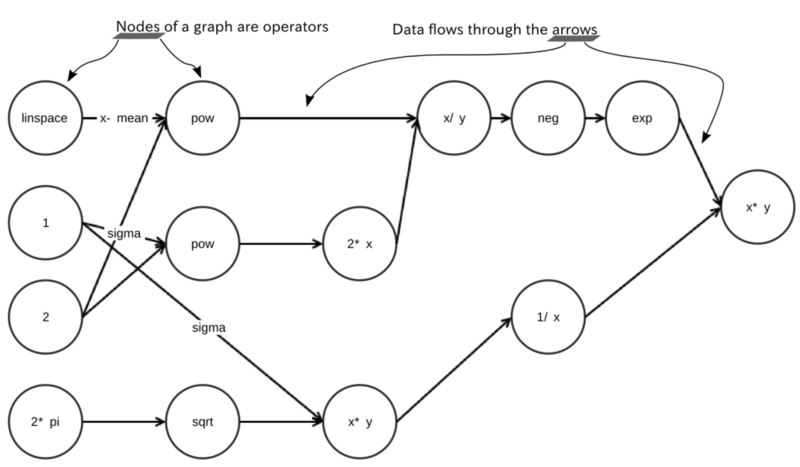 Nodes of a graph are operators
Data flows through the arrows
linspace
x- mean
pow
x/ y
neg
exp
1
sigma
pow
2* x
x* y
2
sigma
1/ x
2* pi
sqrt
x* y